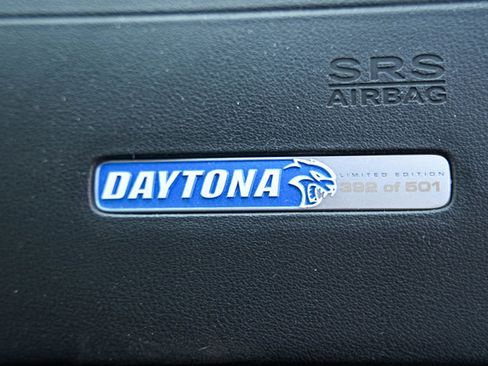 SRS
AIRBAG
DAYTONA
LIMITED EDITION
392 of 501